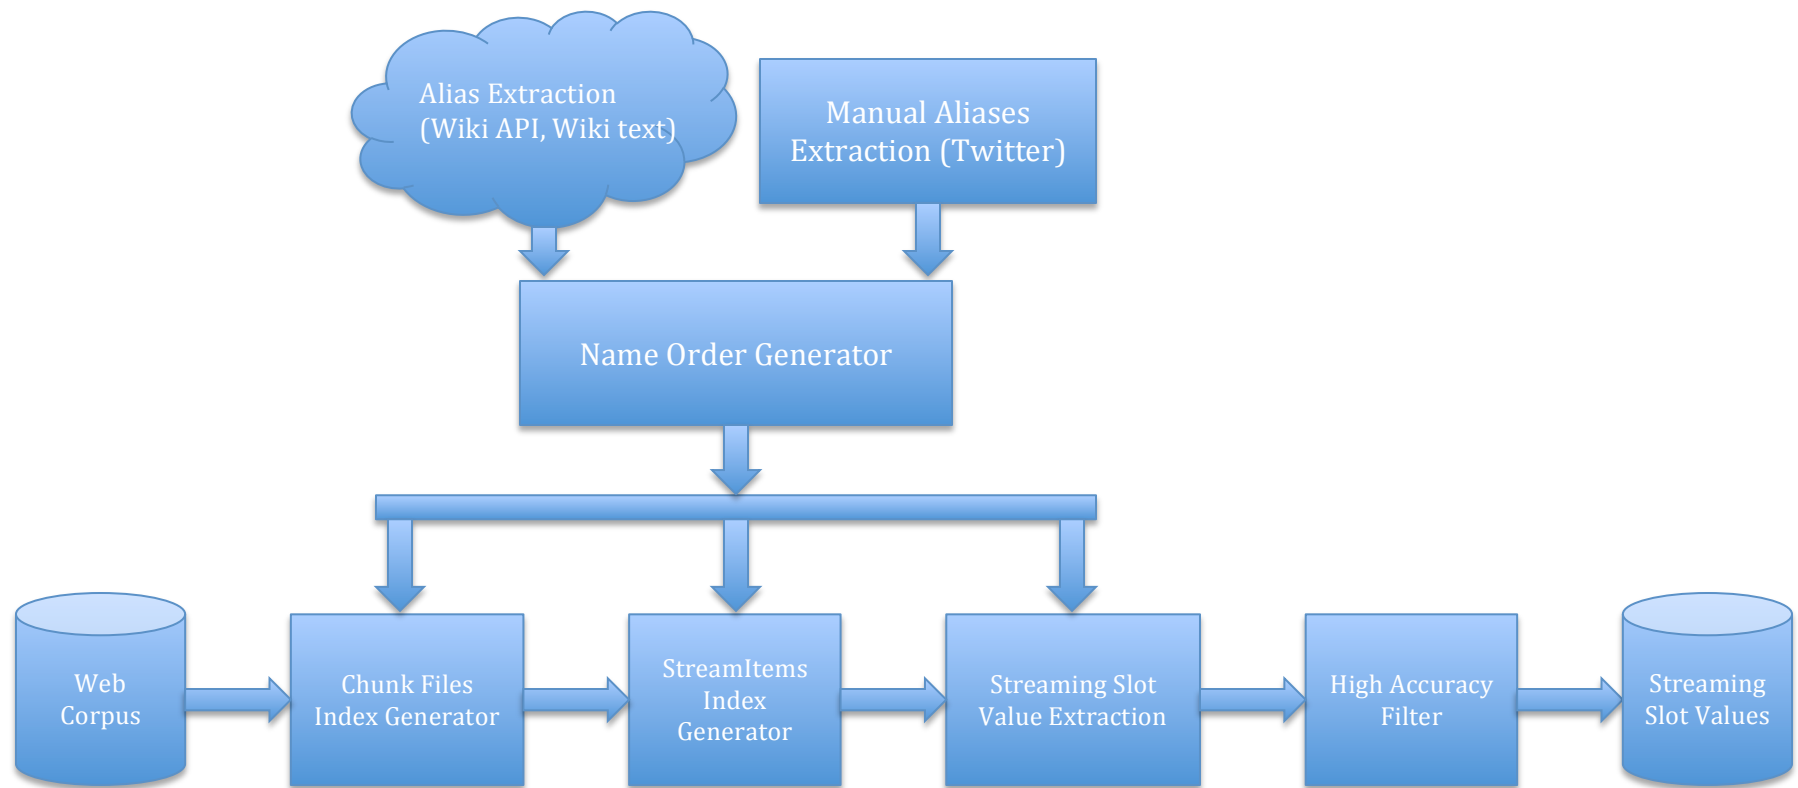 Alias Extraction
(Wiki API, Wiki text)
Manual Aliases
Extraction (Twitter)
Name Order Generator
Web
Corpus
Chunk Files
Index Generator
StreamItems
Index
Generator
Streaming Slot
Value Extraction
High Accuracy
Filter
Streaming
Slot Values